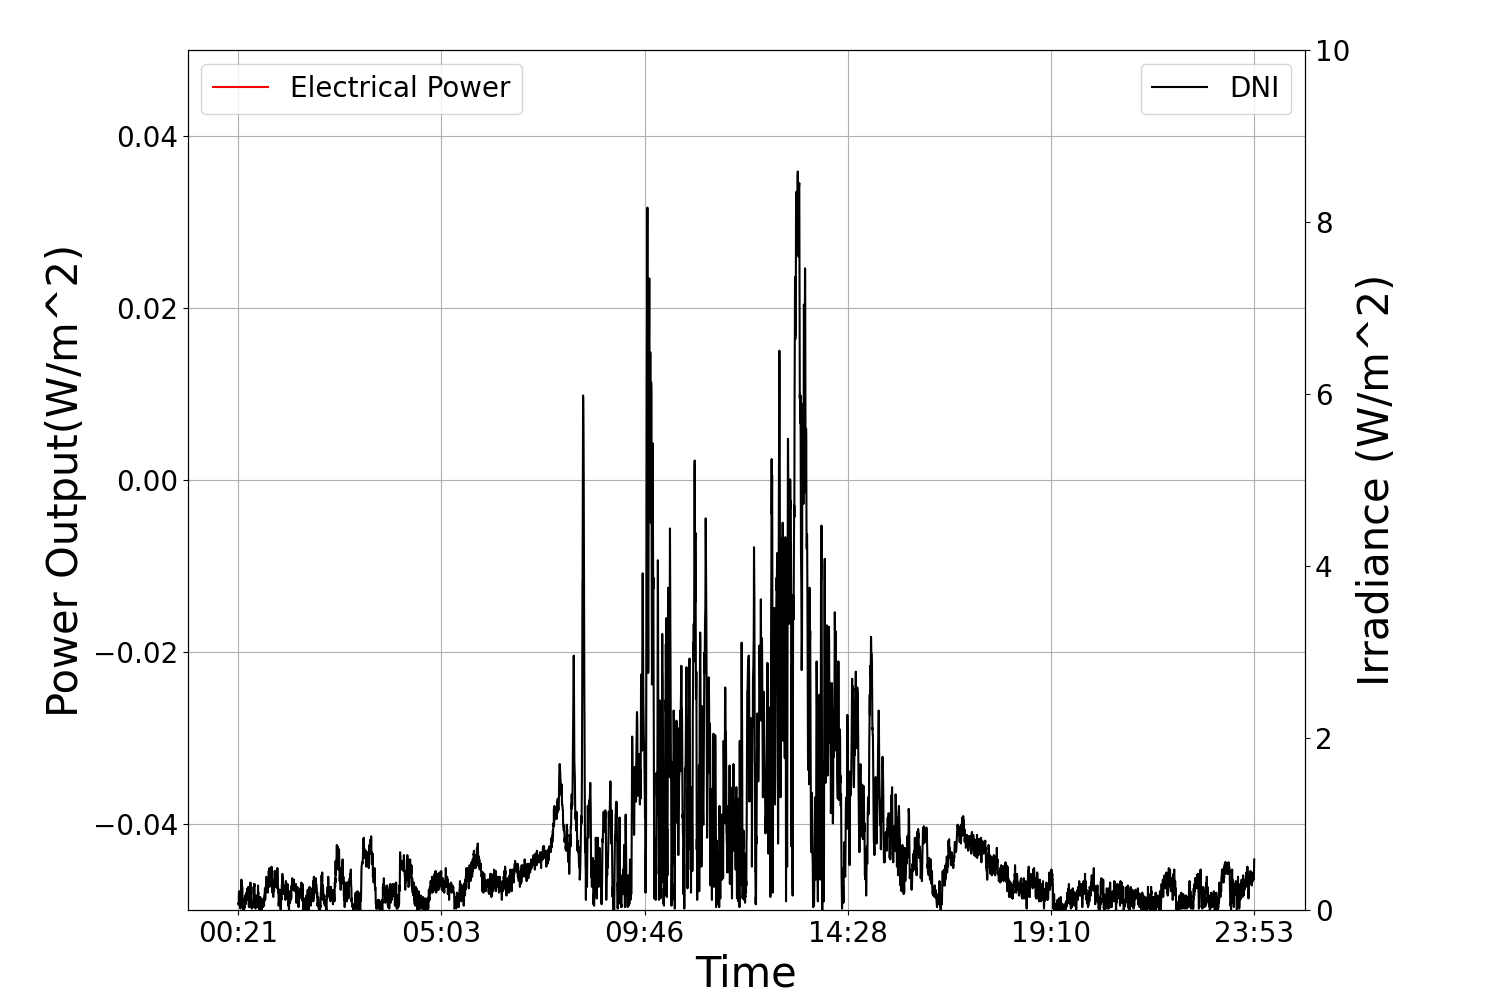 Electrical Power
DNI
10
8
6
4
2
0
0.04
0.02
0.00
−0.02
−0.04
Power Output(W/m^2)
Irradiance (W/m^2)
00:21 05:03 09:46 14:28 19:10 23:53
Time